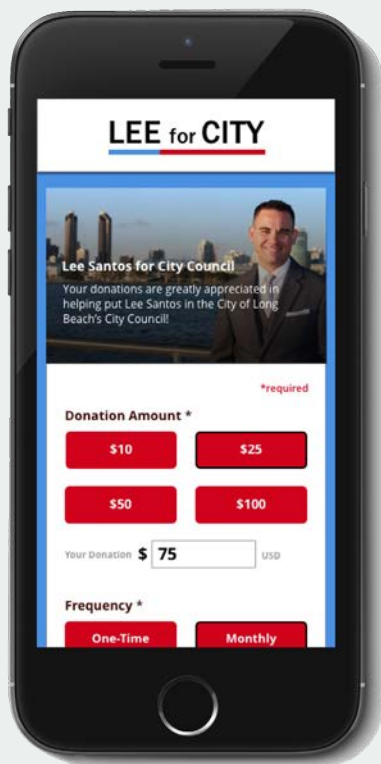 LEE for CITY
Lee Santos for City Council
Your donations are greatly appreciated in
helping put Lee Santos in the City of Long
Beach's City Council!
*required
Donation Amount *
$10 $25
$50 $100
Your Donation $ 75 USD
Frequency *
One-Time Monthly